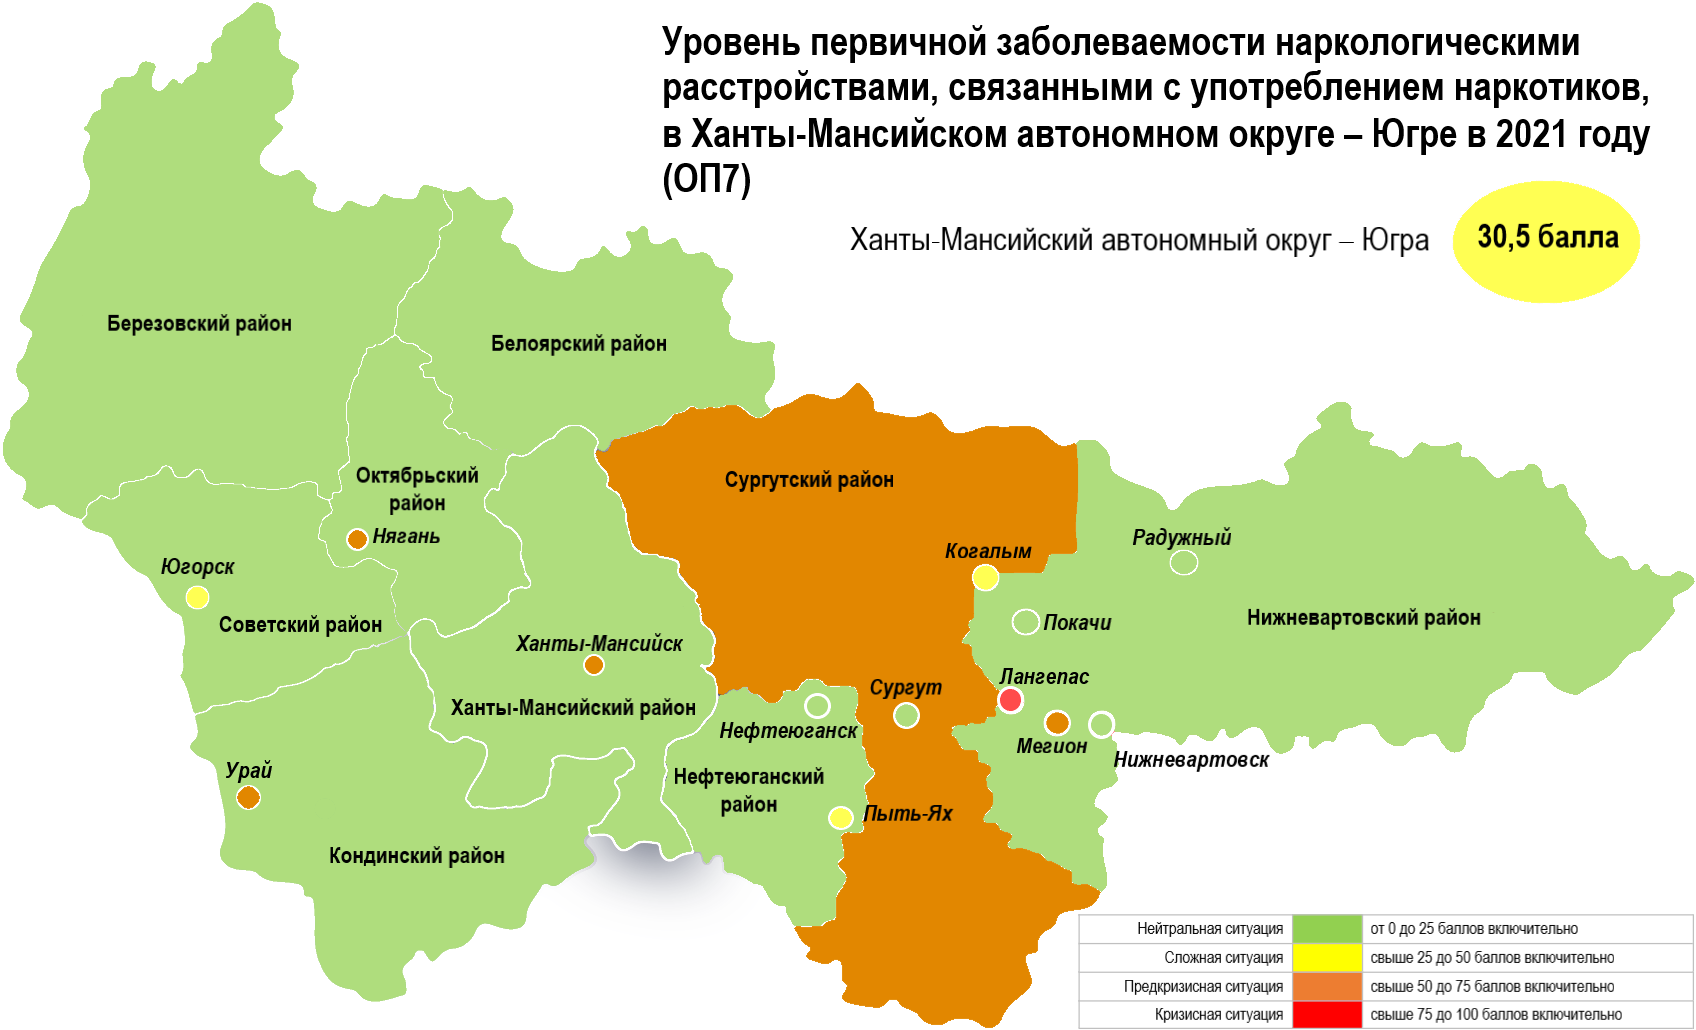 Уровень первичной заболеваемости наркологическими
расстройствами, связанными с употреблением наркотиков,
в Ханты-Мансийском автономном округе – Югре в 2021 году
(ОП7)
Ханты-Мансийский автономный округ – Югра
30,5 балла
Березовский район
Белоярский район
Октябрьский
район
Сургутский район
Нягань
Когалым
Радужный
Югорск
Советский район
Покачи
Нижневартовский район
Ханты-Мансийск
Лангепас
Сургут
Ханты-Мансийский район
Нефтеюганск
Мегион
Нижневартовск
Урай
Нефтеюганский
район
Пыть-Ях
Кондинский район
Нейтральная ситуация от 0 до 25 баллов включительно
Сложная ситуация свыше 25 до 50 баллов включительно
Предкризисная ситуация свыше 50 до 75 баллов включительно
Кризисная ситуация свыше 75 до 100 баллов включительно